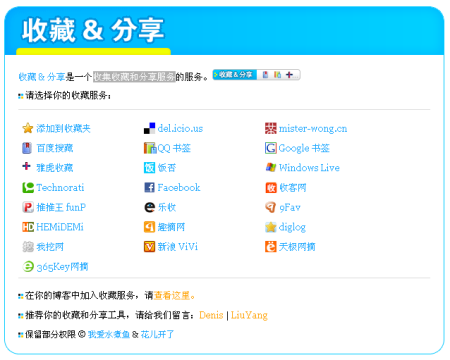 收藏 & 分享
收藏 & 分享是一个收集收藏和分享服务的服务。 收藏&分享
请选择你的收藏服务：
添加到收藏夹 del.icio.us mister-wong.cn
百度搜藏 QQ 书签 Google 书签
雅虎收藏 饭否 Windows Live
Technorati Facebook 收客网
推推王 funP 乐收 9Fav
HEMiDEMi 趣摘网 diglog
我挖网 新浪 ViVi 天极网摘
365Key网摘
在你的博客中加入收藏服务，请查看这里。
推荐你的收藏和分享工具，请给我们留言：Denis | LiuYang
保留部分权限 © 我爱水煮鱼 & 花儿开了